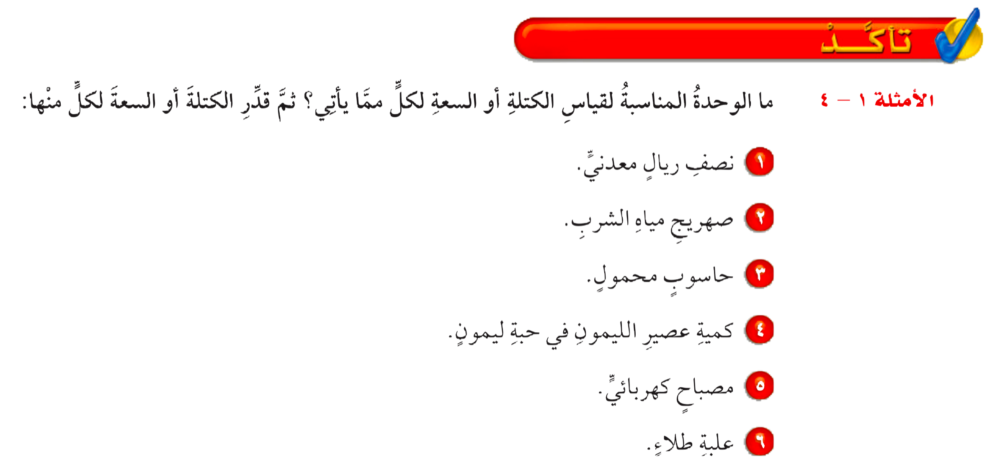 تأكَّـــدْ
الأمثلة ١ – ٤ ما الوحدةُ المناسبةُ لقياسِ الكتلةِ أو السعةِ لكلٍّ ممَّا يأتِي؟ ثمَّ قدِّرِ الكتلةَ أو السعةَ لكلٍّ منْها:
١ نصفِ ريالٍ معدنيٍّ.
٢ صهريجِ مياهِ الشربِ.
٣ حاسوبٍ محمولٍ.
٤ كميةِ عصيرِ الليمونِ في حبةِ ليمونٍ.
٥ مصباحٍ كهربائيٍّ.
٦ علبةِ طلاءٍ.